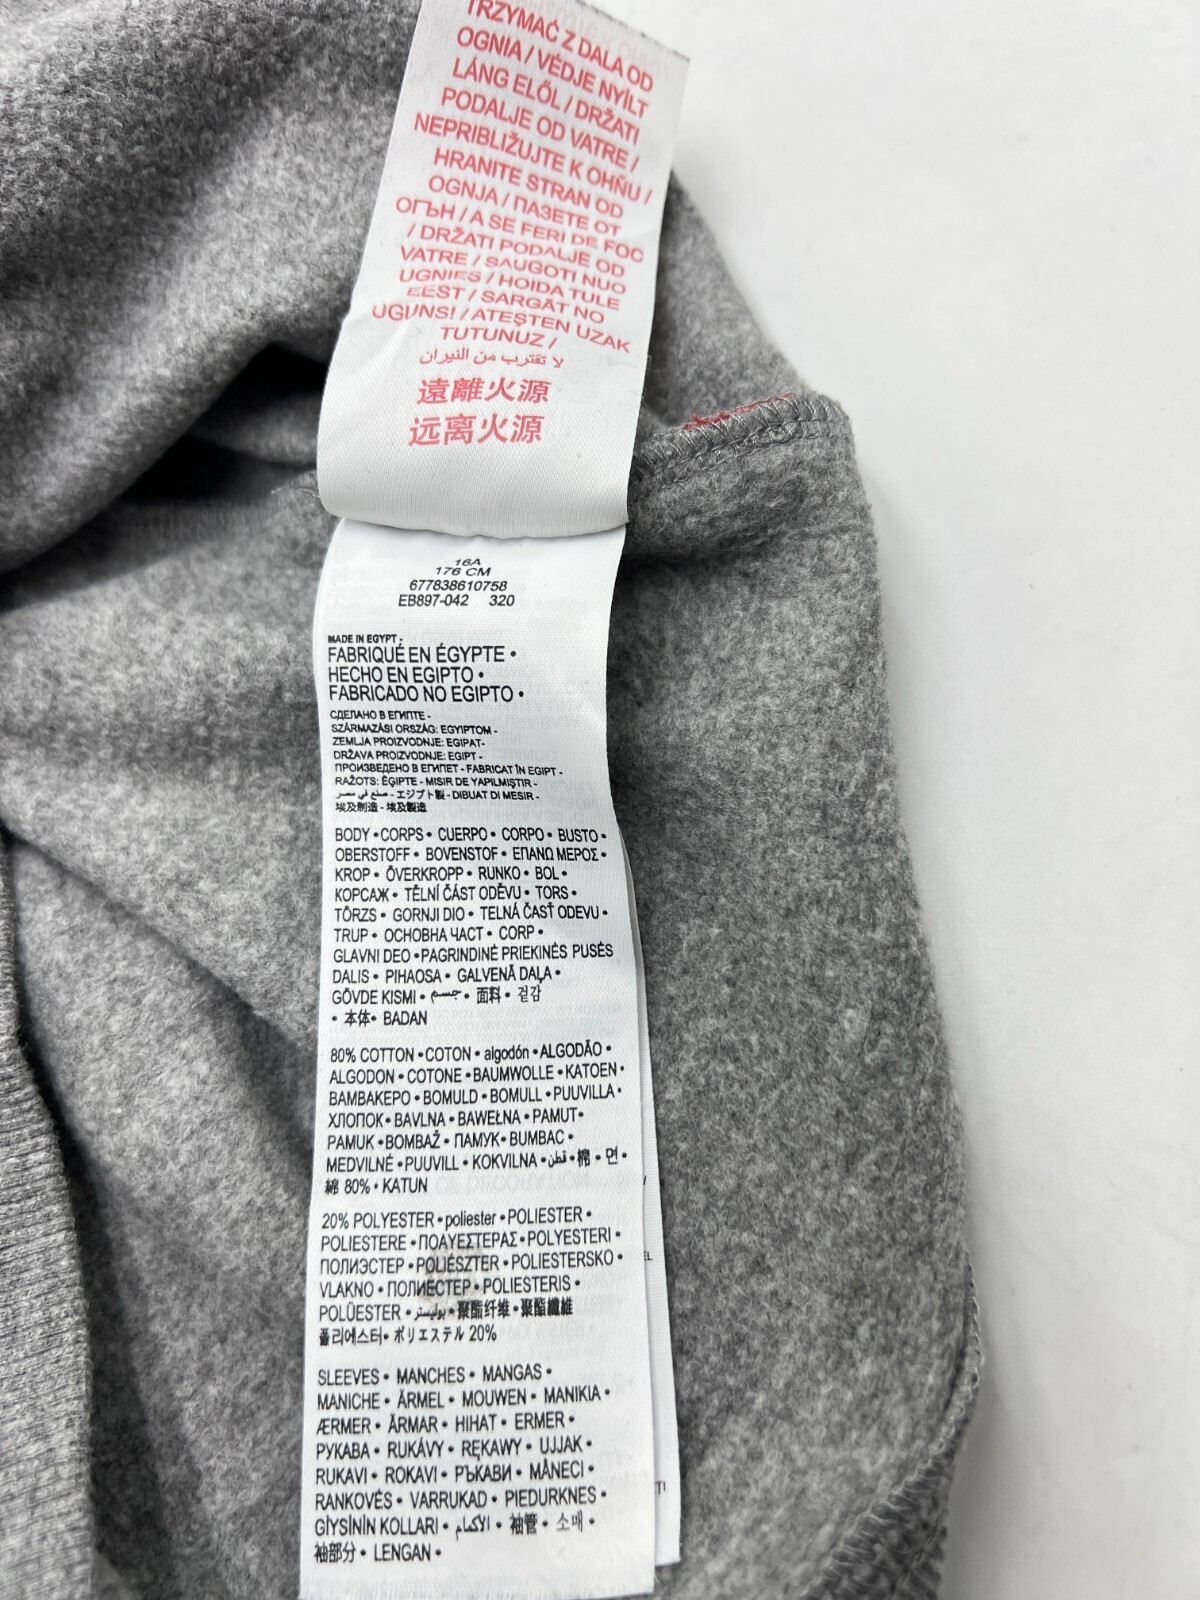 TRZYMAĆ Z DALA OD
OGNIA / VÉDJE NYÍLT
LÁNG ELŐL / DRŽATI
PODALJE OD VATRE /
NEPRIBLIŽUJTE K OHŇU /
HRANITE STRAN OD
OGNJA / ПАЗЕТЕ ОТ
ОГЪН / A SE FERI DE FOC
/ DRŽATI PODALJE OD
VATRE / SAUGOTI NUO
UGNIES / HOIDA TULE
EEST / SARGĀT NO
UGUNS! / ATEŞTEN UZAK
TUTUNUZ /
لا تقترب من النيران
遠離火源
远离火源
16A
176 CM
677838610758
EB897-042 320
MADE IN EGYPT -
FABRIQUÉ EN ÉGYPTE •
HECHO EN EGIPTO •
FABRICADO NO EGIPTO •
СДЕЛАНО В ЕГИПТЕ -
SZÁRMAZÁSI ORSZÁG: EGYIPTOM -
ZEMLJA PROIZVODNJE: EGIPAT-
DRŽAVA PROIZVODNJE: EGIPT -
ПРОИЗВЕДЕНО В ЕГИПЕТ - FABRICAT ÎN EGIPT -
RAŽOTS: ĒĢIPTE - MISIR DE YAPILMIŞTIR -
صنع في مصر - エジプト製 - DIBUAT DI MESIR -
埃及制造 - 埃及製造
BODY • CORPS • CUERPO • CORPO • BUSTO •
OBERSTOFF • BOVENSTOF • ΕΠΑΝΩ ΜΕΡΟΣ •
KROP • ÖVERKROPP • RUNKO • BOL •
КОРСАЖ • TĚLNÍ ČÁST ODĚVU • TORS •
TÖRZS • GORNJI DIO • TELNÁ ČASŤ ODEVU •
TRUP • ОСНОВНА ЧАСТ • CORP •
GLAVNI DEO • PAGRINDINĖ PRIEKINĖS PUSĖS
DALIS • PIHAOSA • GALVENĀ DAĻA •
GÖVDE KISMI • جسم • 面料 • 겉감
• 本体 • BADAN
80% COTTON • COTON • algodón • ALGODÃO •
ALGODON • COTONE • BAUMWOLLE • KATOEN •
ΒΑΜΒΑΚΕΡΟ • BOMULD • BOMULL • PUUVILLA •
ХЛОПОК • BAVLNA • BAWEŁNA • PAMUT •
PAMUK • BOMBAŽ • ПАМУК • BUMBAC •
MEDVILNĖ • PUUVILL • KOKVILNA • قطن • 棉 • 면 •
綿 80% • KATUN
20% POLYESTER • poliester • POLIESTER •
POLIESTERE • ΠΟΛΥΕΣΤΕΡΑΣ • POLYESTERI •
ПОЛИЭСТЕР • POLIÉSZTER • POLIESTERSKO •
VLAKNO • ПОЛИЕСТЕР • POLIESTERIS •
POLÜESTER • بوليستر • 聚酯纤维 • 聚酯纖維
폴리에스터 • ポリエステル 20%
SLEEVES • MANCHES • MANGAS •
MANICHE • ÄRMEL • MOUWEN • ΜΑΝΙΚΙΑ •
ÆRMER • ÄRMAR • HIHAT • ERMER •
РУКАВА • RUKÁVY • RĘKAWY • UJJAK •
RUKAVI • ROKAVI • РЪКАВИ • MÂNECI •
RANKOVĖS • VARRUKAD • PIEDURKNES •
GİYSİNİN KOLLARI • الأكمام • 袖管 • 소매 •
袖部分 • LENGAN •